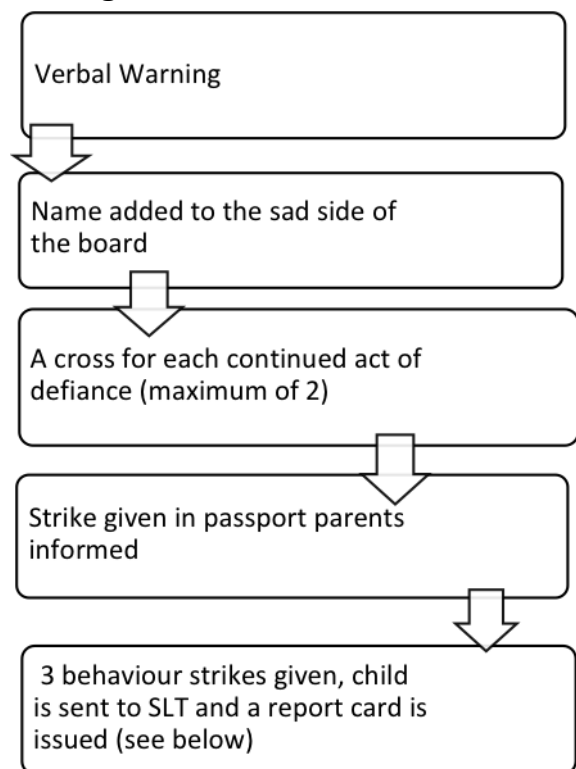 Verbal Warning
Name added to the sad side of
the board
A cross for each continued act of
defiance (maximum of 2)
Strike given in passport parents
informed
3 behaviour strikes given, child
is sent to SLT and a report card is
issued (see below)